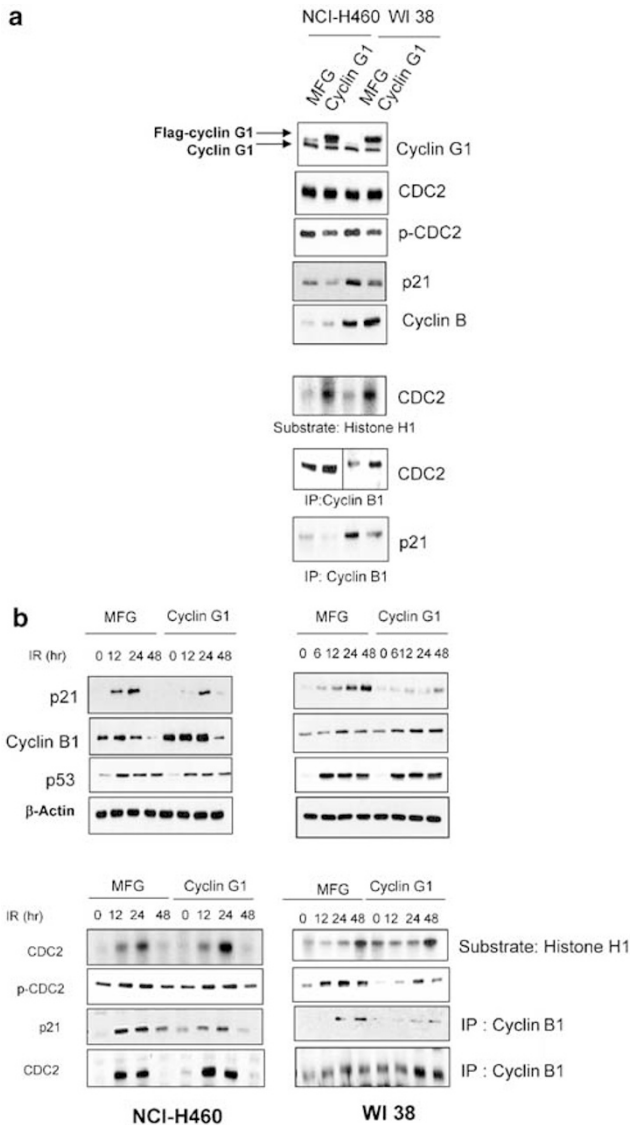 a
NCI-H460 WI 38
MFG Cyclin G1 MFG Cyclin G1
Flag-cyclin G1
Cyclin G1
Cyclin G1
CDC2
p-CDC2
p21
Cyclin B
CDC2
Substrate: Histone H1
CDC2
IP:Cyclin B1
p21
IP: Cyclin B1
b
MFG Cyclin G1 MFG Cyclin G1
IR (hr) 0 12 24 48 0 12 24 48 0 6 12 24 48 0 612 24 48
p21
Cyclin B1
p53
β-Actin
MFG Cyclin G1 MFG Cyclin G1
IR (hr) 0 12 24 48 0 12 24 48 0 12 24 48 0 12 24 48
CDC2 Substrate: Histone H1
p-CDC2
p21 IP : Cyclin B1
CDC2 IP : Cyclin B1
NCI-H460 WI 38